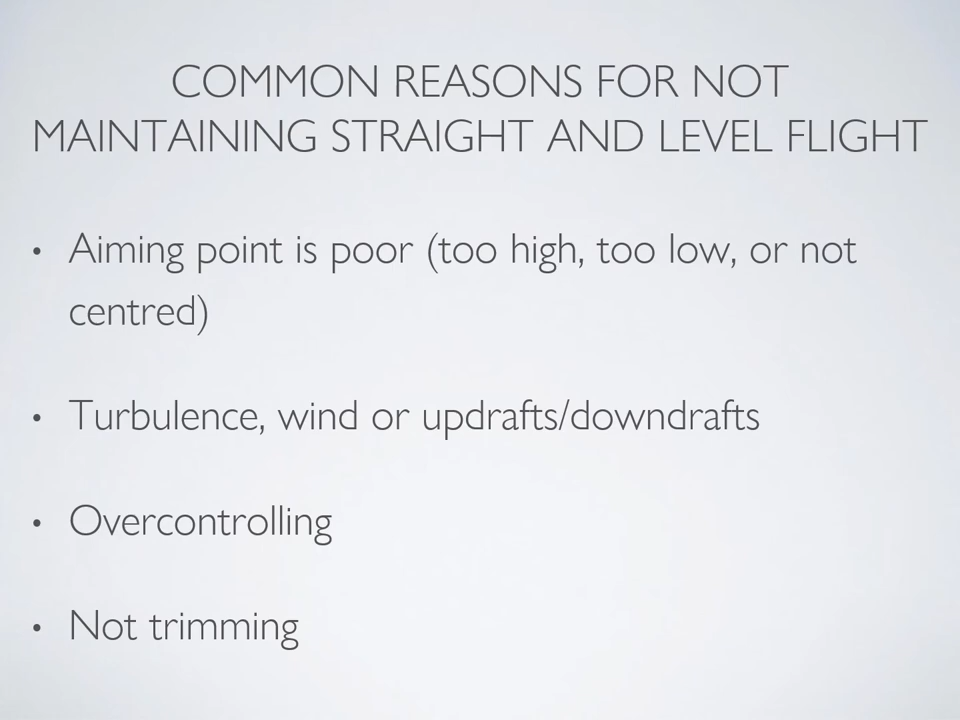 COMMON REASONS FOR NOT
MAINTAINING STRAIGHT AND LEVEL FLIGHT
• Aiming point is poor (too high, too low, or not
centred)
• Turbulence, wind or updrafts/downdrafts
• Overcontrolling
• Not trimming